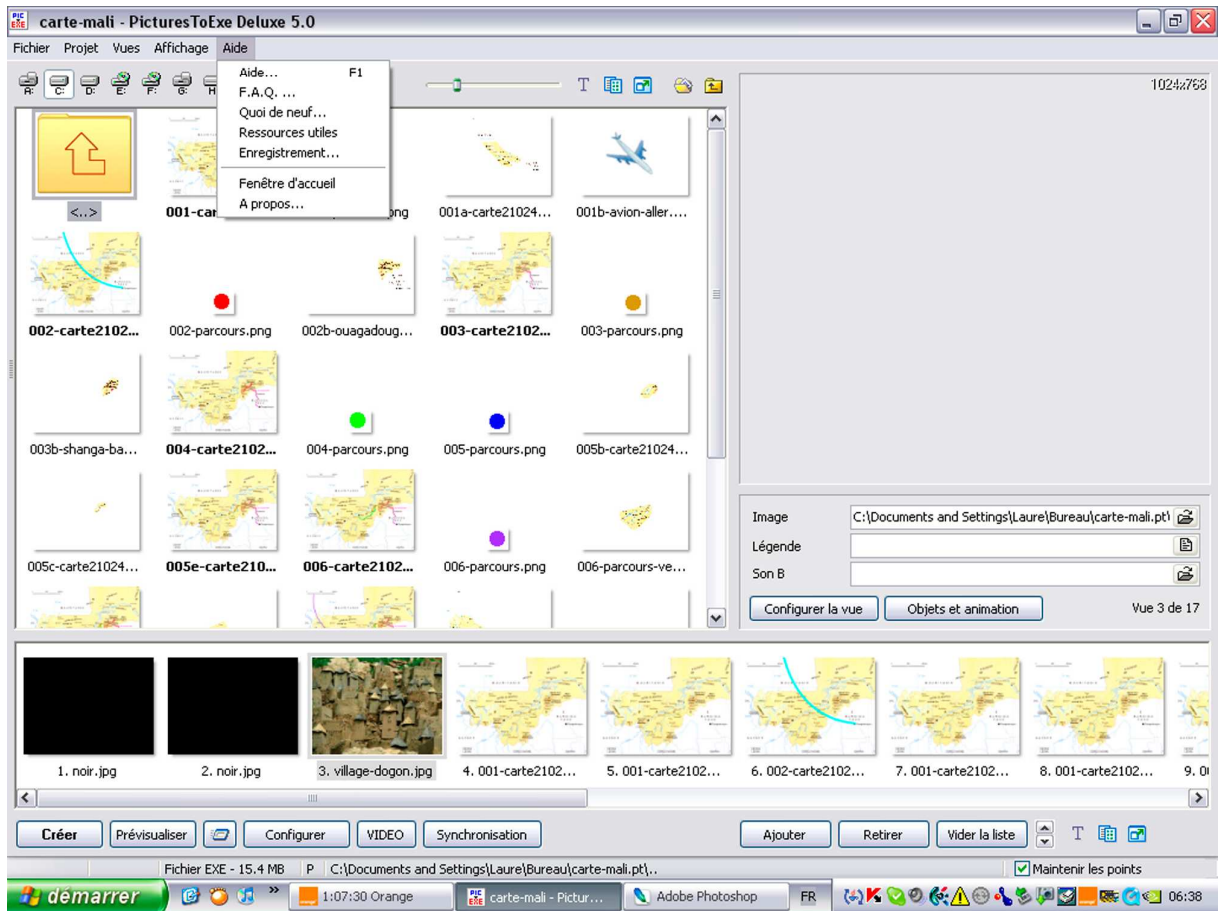 carte-mali - PicturesToExe Deluxe 5.0
Fichier Projet Vues Affichage Aide
A: C: D: E: F: G: H
T
Aide... F1
F.A.Q. ...
Quoi de neuf...
Ressources utiles
Enregistrement...
Fenêtre d'accueil
A propos...
1024x768
<..> 001-car ong 001a-carte21024... 001b-avion-aller....
002-carte2102... 002-parcours.png 002b-ouagadoug... 003-carte2102... 003-parcours.png
003b-shanga-ba... 004-carte2102... 004-parcours.png 005-parcours.png 005b-carte21024...
005c-carte21024... 005e-carte210... 006-carte2102... 006-parcours.png 006-parcours-ve...
Image C:\Documents and Settings\Laure\Bureau\carte-mali.pt\
Légende
Son B
Configurer la vue Objets et animation Vue 3 de 17
1. noir.jpg 2. noir.jpg 3. village-dogon.jpg 4. 001-carte2102... 5. 001-carte2102... 6. 002-carte2102... 7. 001-carte2102... 8. 001-carte2102... 9. 0
Créer Prévisualiser Configurer VIDEO Synchronisation Ajouter Retirer Vider la liste T
Fichier EXE - 15.4 MB P C:\Documents and Settings\Laure\Bureau\carte-mali.pt\.. Maintenir les points
démarrer » 1:07:30 Orange carte-mali - Pictur... Adobe Photoshop FR 06:38